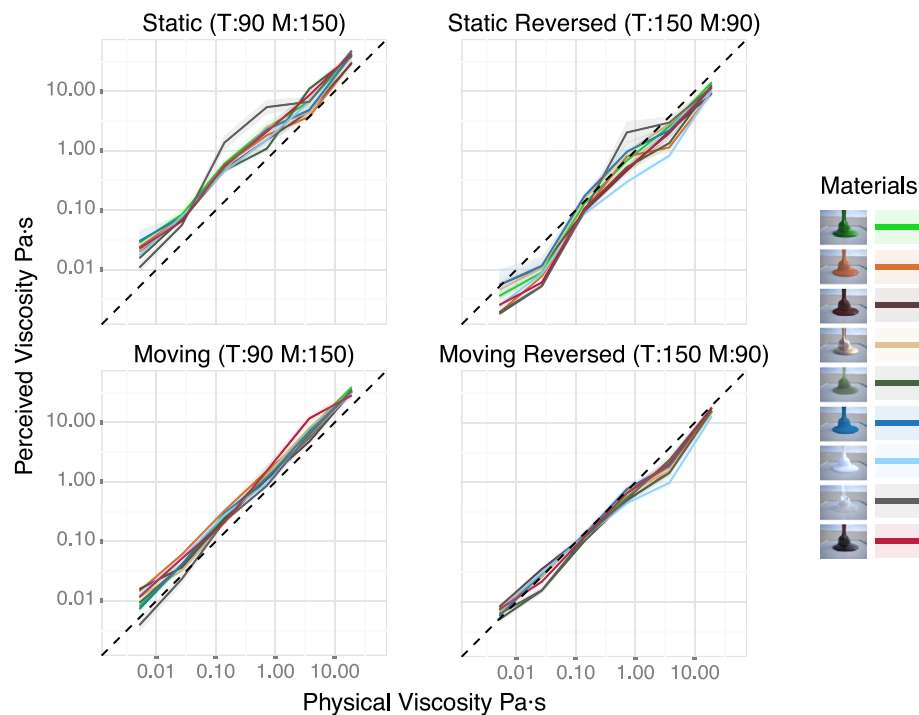 Static (T:90 M:150)
Static Reversed (T:150 M:90)
10.00
1.00
0.10
0.01
Materials
Perceived Viscosity Pa·s
Moving (T:90 M:150)
Moving Reversed (T:150 M:90)
10.00
1.00
0.10
0.01
0.01 0.10 1.00 10.00
0.01 0.10 1.00 10.00
Physical Viscosity Pa·s